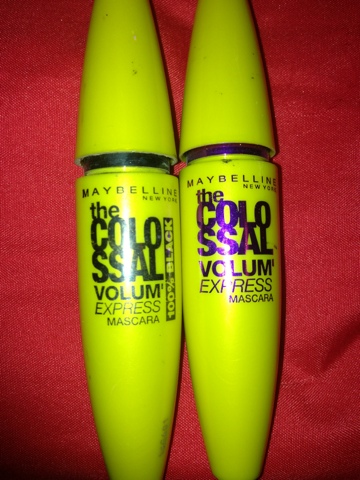 MAYBELLINE
NEW YORK
the
COLO
SSAL
VOLUM'
EXPRESS
MASCARA
100% BLACK
MAYBELLINE
NEW YORK
the
COLO
SSAL
VOLUM'
EXPRESS
MASCARA